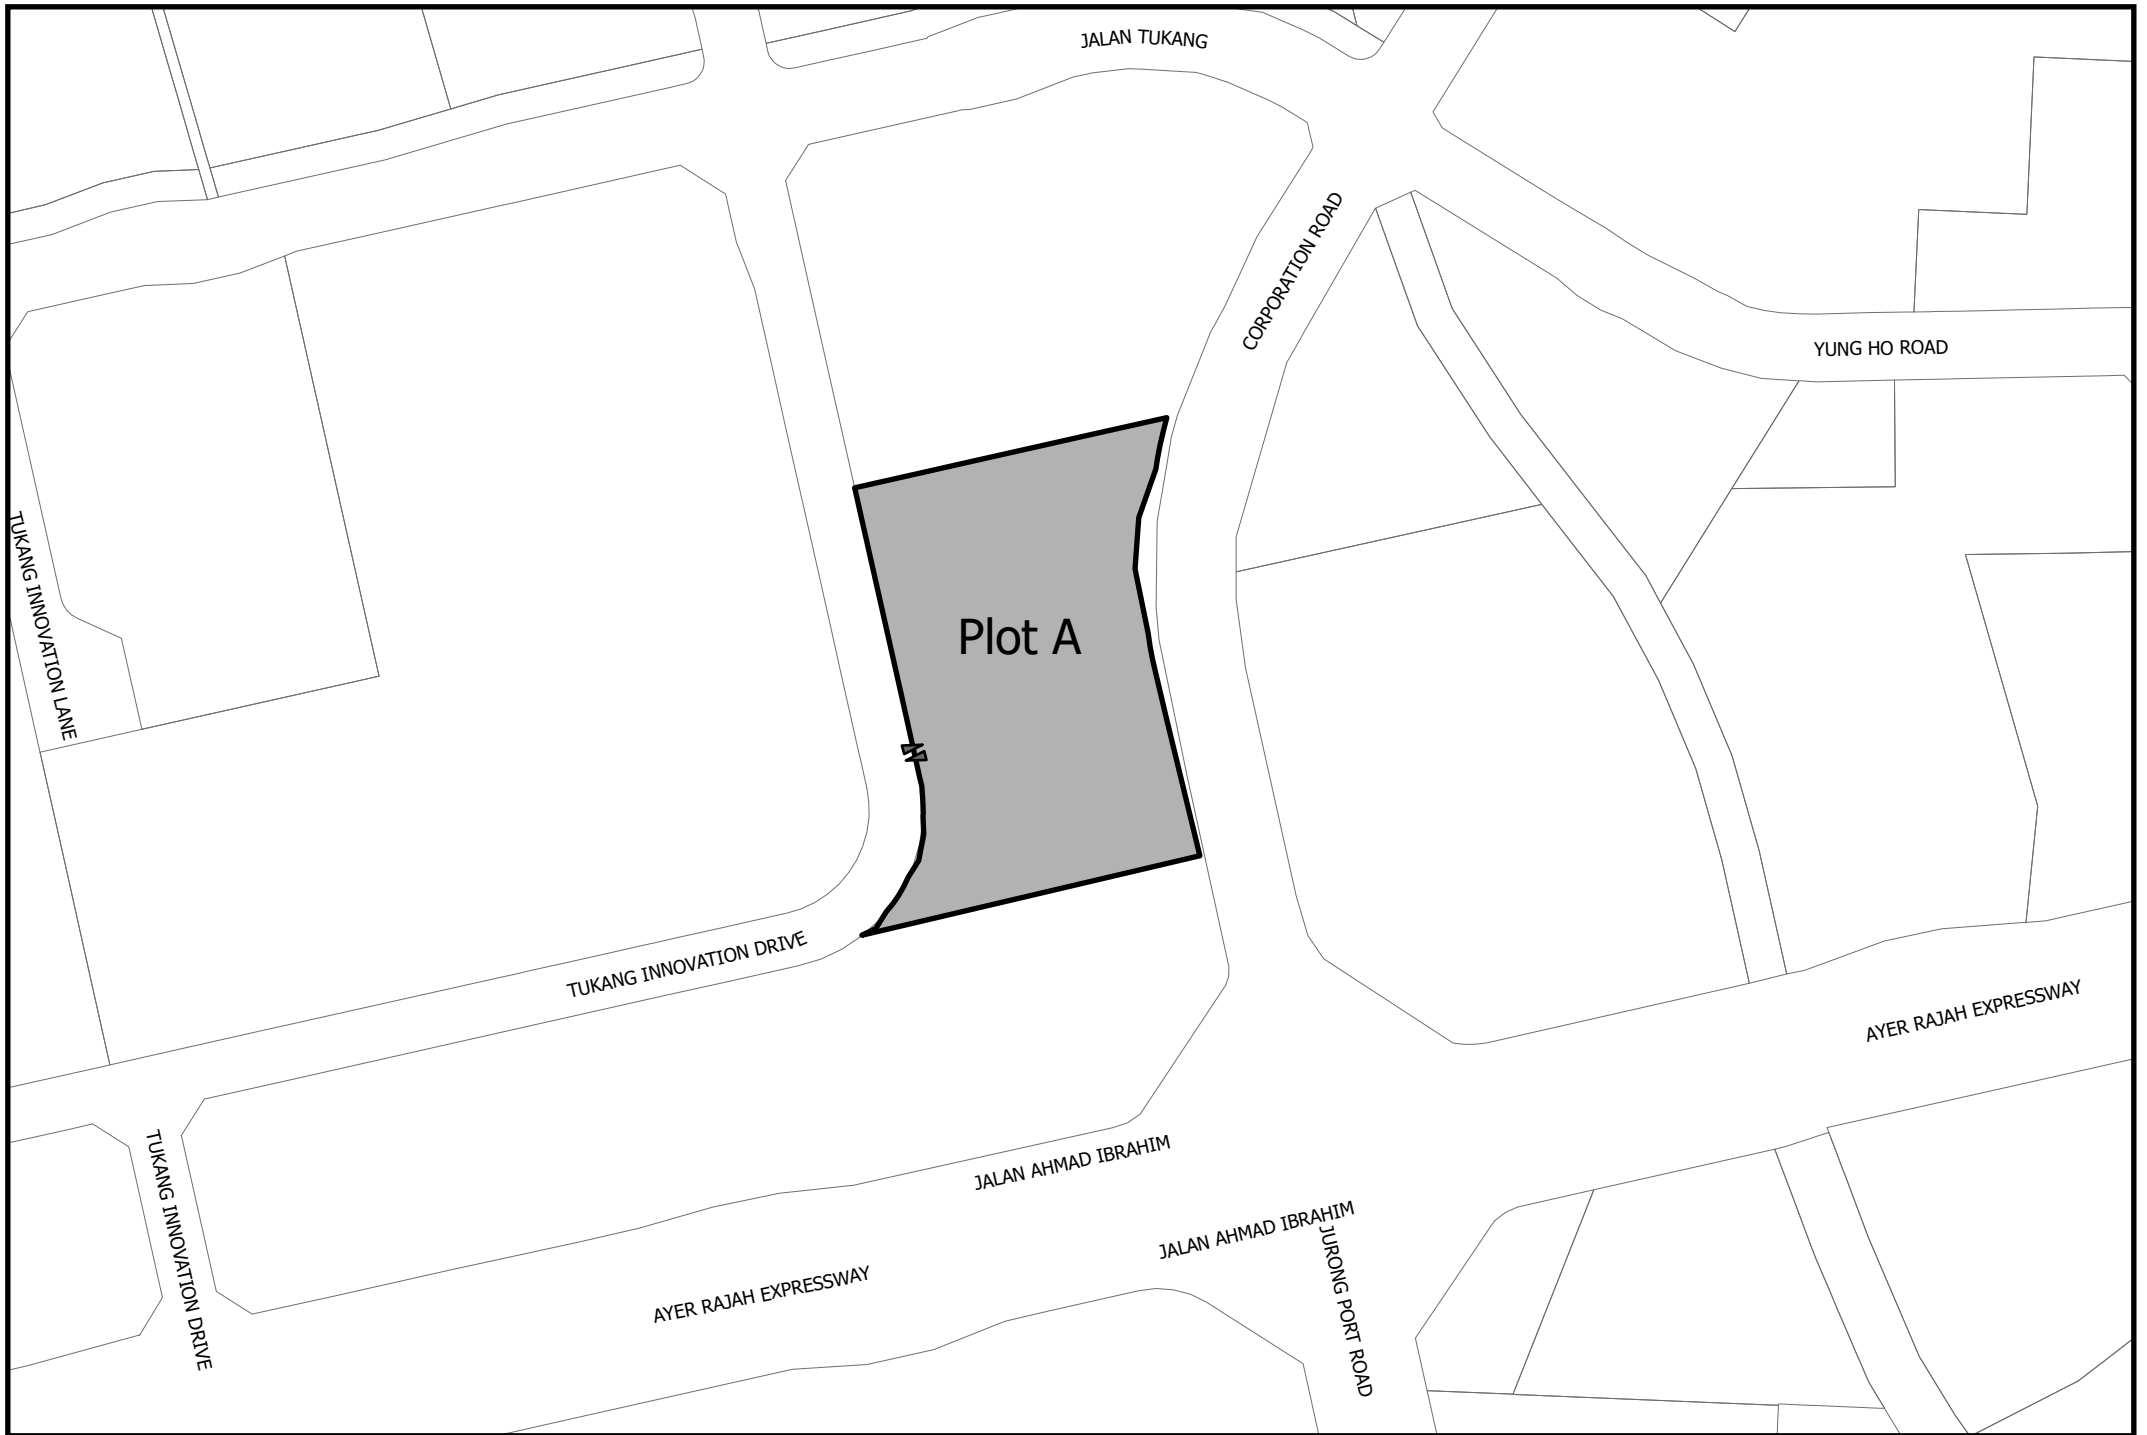 JALAN TUKANG
CORPORATION ROAD
YUNG HO ROAD
TUKANG INNOVATION LANE
Plot A
TUKANG INNOVATION DRIVE
AYER RAJAH EXPRESSWAY
TUKANG INNOVATION DRIVE
JALAN AHMAD IBRAHIM
JALAN AHMAD IBRAHIM
JURONG PORT ROAD
AYER RAJAH EXPRESSWAY